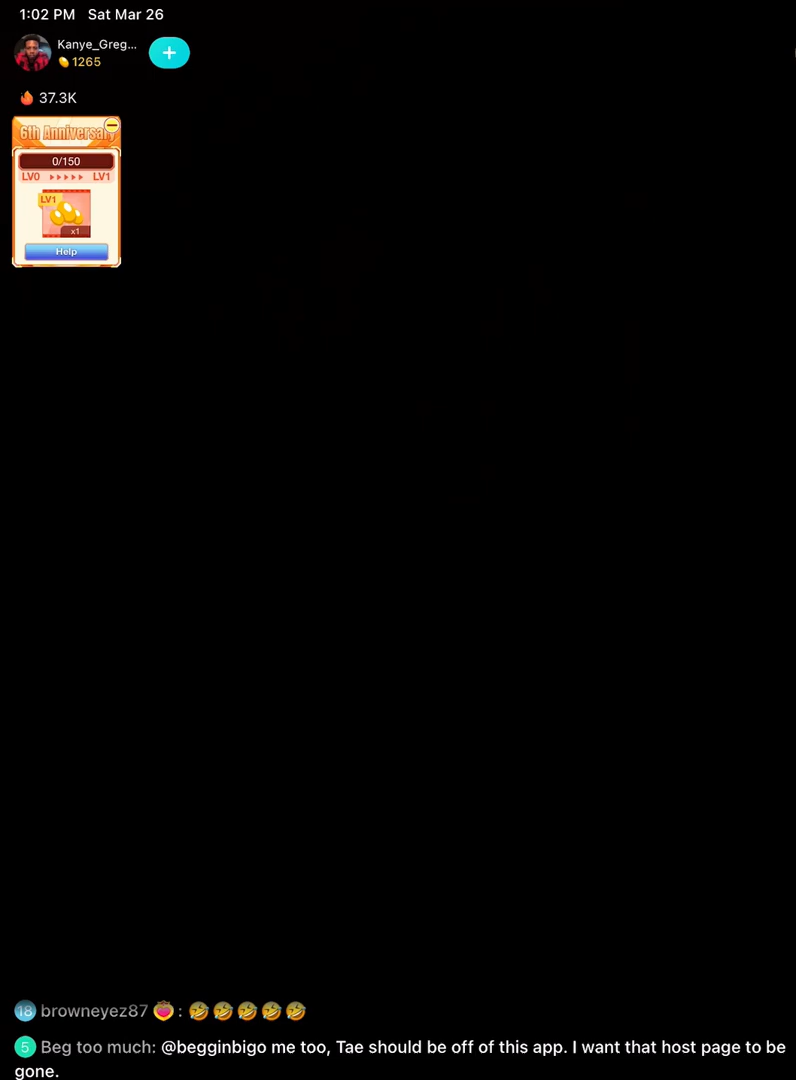 1:02 PM Sat Mar 26
Kanye_Greg...
1265
37.3K
6th Anniversary
0/150
LV0 LV1
LV1
x1
Help
18 browneyez87 : 🤣🤣🤣🤣🤣
5 Beg too much: @begginbigo me too, Tae should be off of this app. I want that host page to be
gone.